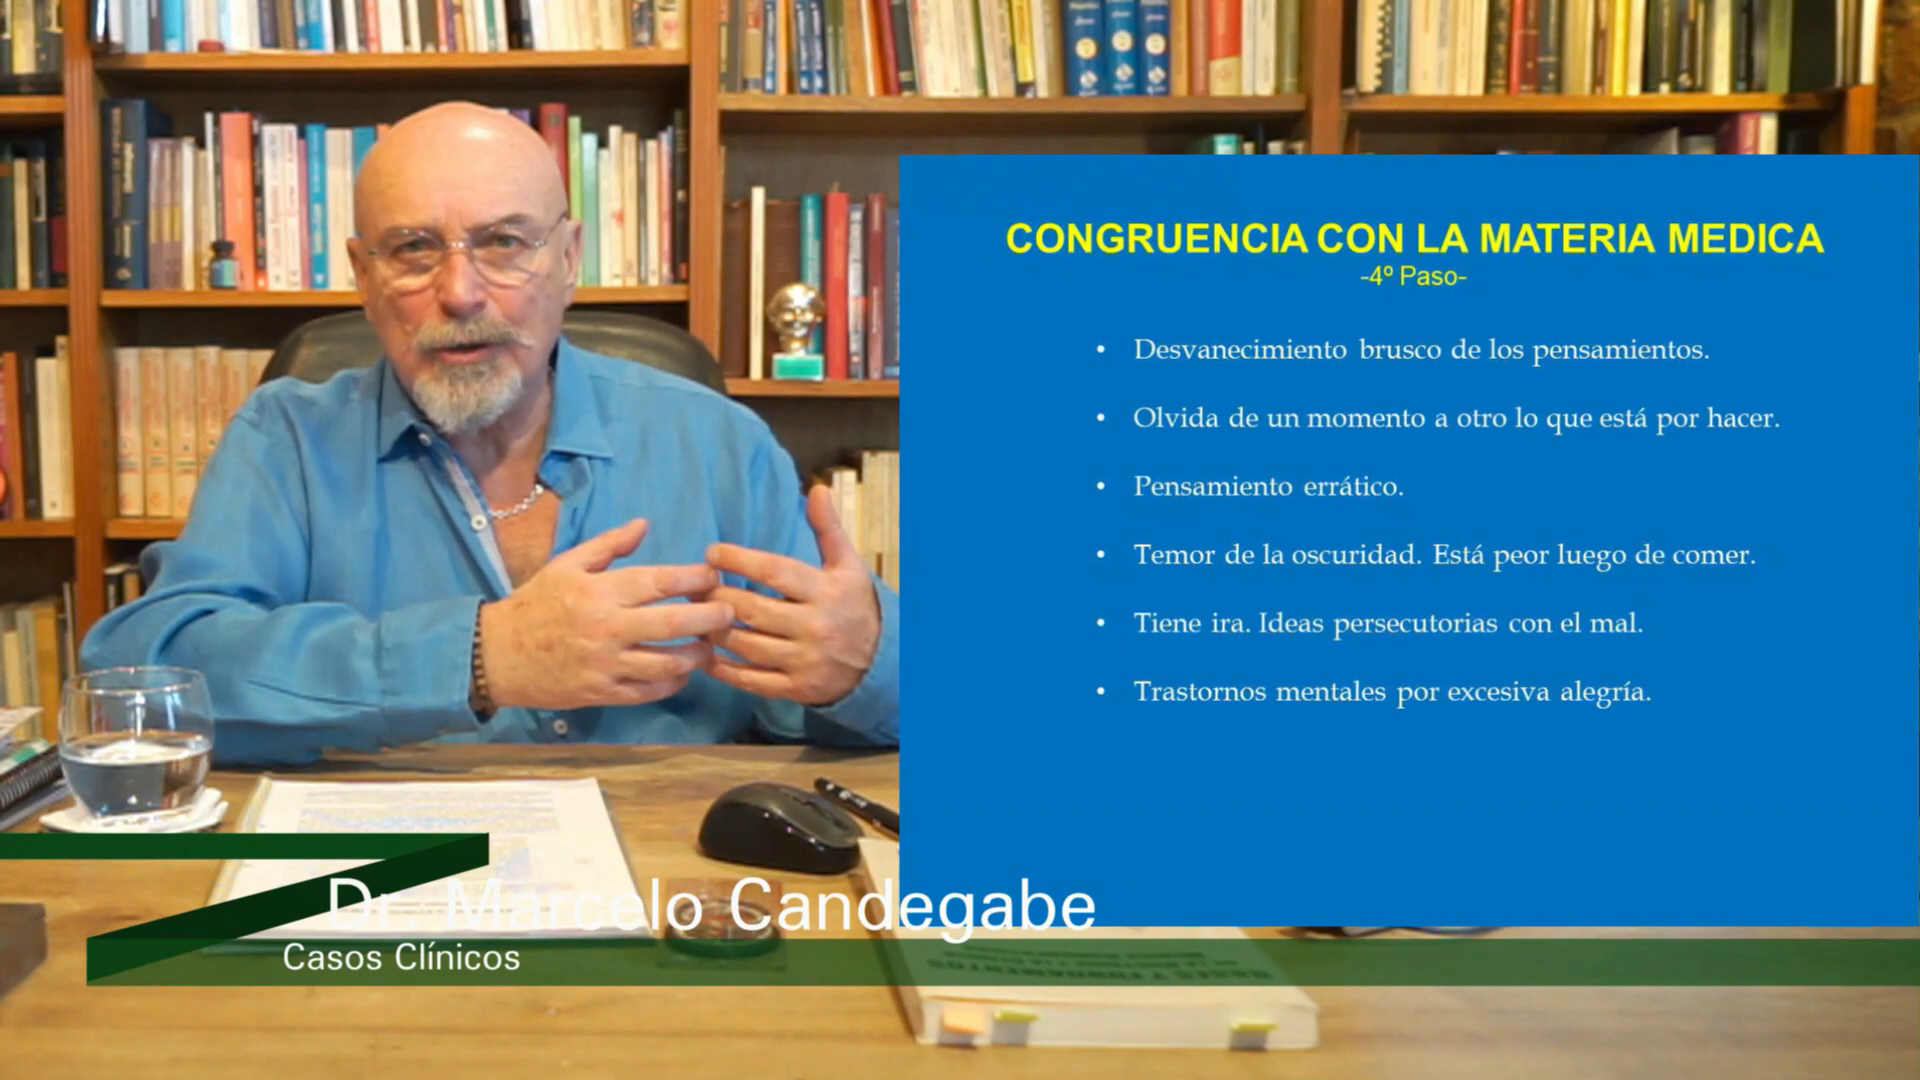 CONGRUENCIA CON LA MATERIA MEDICA
-4º Paso-
• Desvanecimiento brusco de los pensamientos.
• Olvida de un momento a otro lo que está por hacer.
• Pensamiento errático.
• Temor de la oscuridad. Está peor luego de comer.
• Tiene ira. Ideas persecutorias con el mal.
• Trastornos mentales por excesiva alegría.
Dr. Marcelo Candegabe
Casos Clínicos